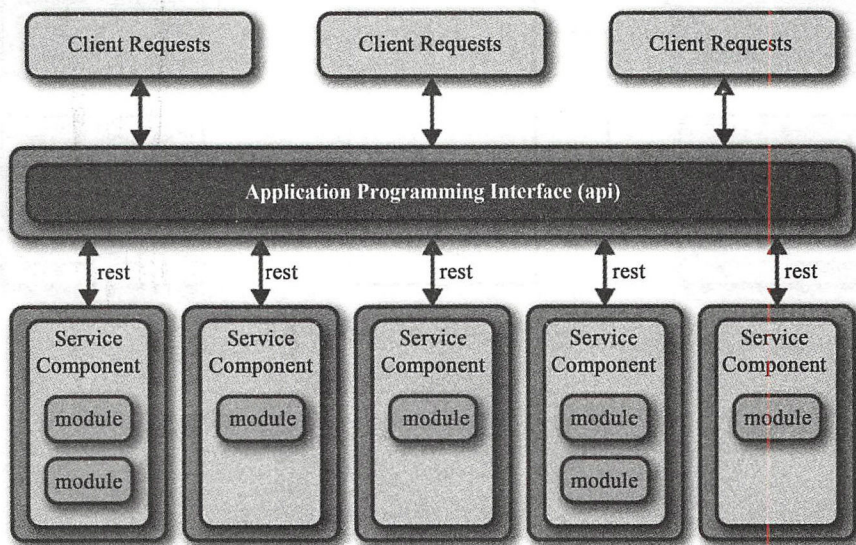 Client Requests
Client Requests
Client Requests
Application Programming Interface (api)
rest
rest
rest
rest
rest
Service
Component
module
module
Service
Component
module
Service
Component
module
Service
Component
module
module
Service
Component
module